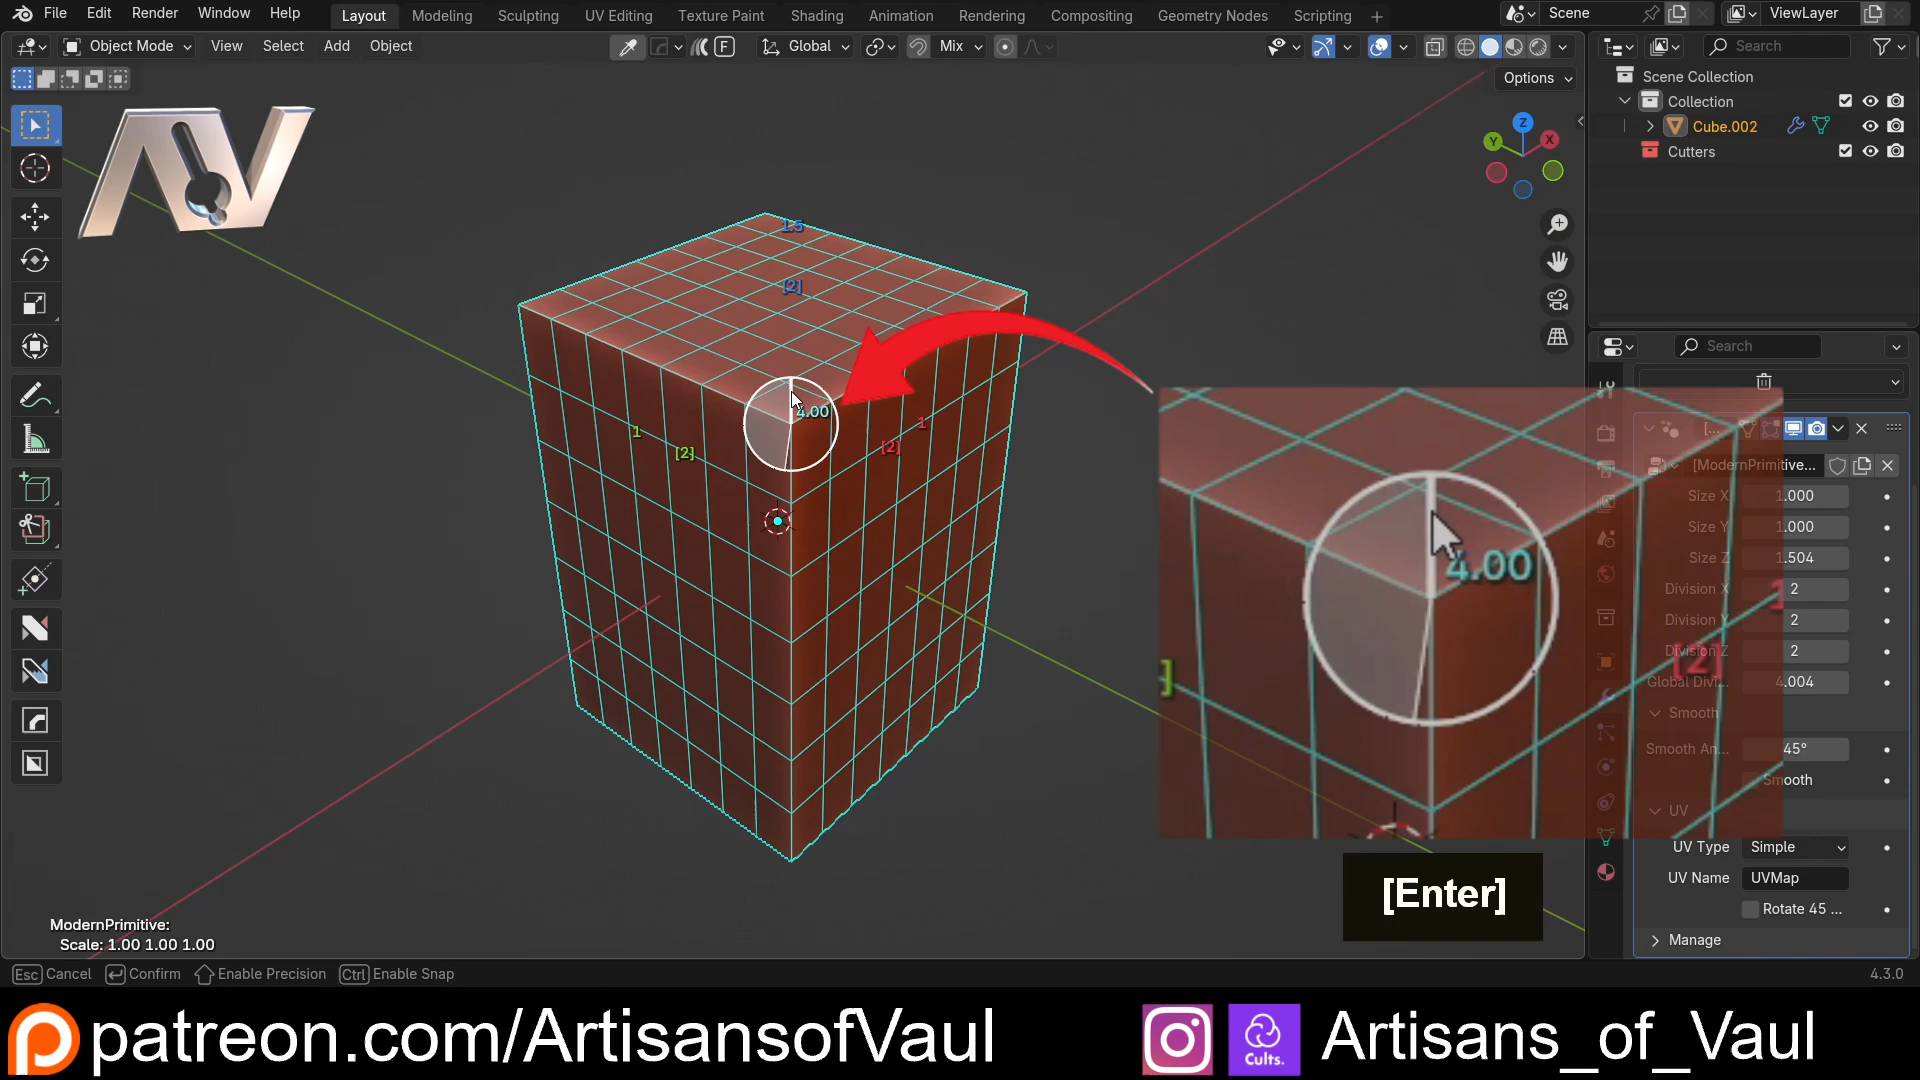 File Edit Render Window Help Layout Modeling Sculpting UV Editing Texture Paint Shading Animation Rendering Compositing Geometry Nodes Scripting + Scene ViewLayer
Object Mode View Select Add Object F Global Mix Search
Options
Scene Collection
Collection
Cube.002
Cutters
AV
Z
Y
X
1.5
[2]
4.00
1
[2]
1
[2]
4.00
]
1
[2]
Search
[...
[ModernPrimitive...
Size X 1.000
Size Y 1.000
Size Z 1.504
Division X 2
Division Y 2
Division Z 2
Global Divi... 4.004
Smooth
Smooth An... 45°
Smooth
UV
UV Type Simple
UV Name UVMap
Rotate 45 ...
Manage
[Enter]
ModernPrimitive:
Scale: 1.00 1.00 1.00
Esc Cancel Confirm Enable Precision Ctrl Enable Snap 4.3.0
patreon.com/ArtisansofVaul Cults. Artisans_of_Vaul